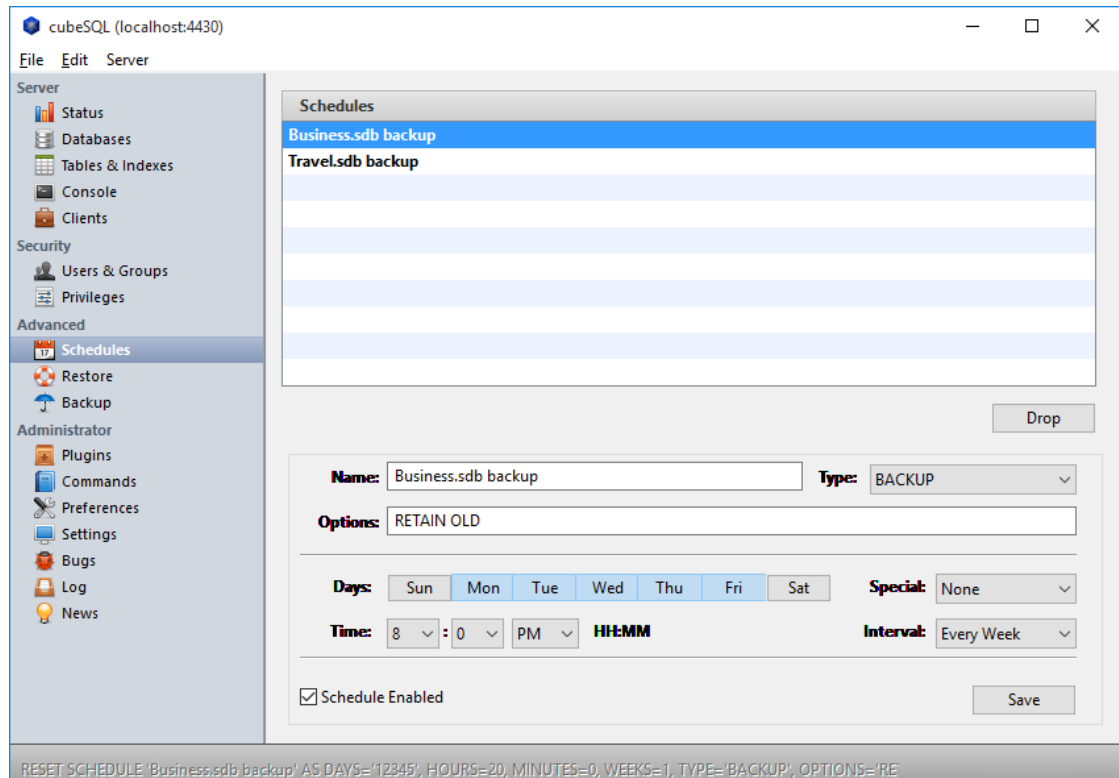 cubeSQL (localhost:4430)
File Edit Server
Server
Status
Databases
Tables & Indexes
Console
Clients
Security
Users & Groups
Privileges
Advanced
17 Schedules
Restore
Backup
Administrator
Plugins
Commands
Preferences
Settings
Bugs
Log
News
Schedules
Business.sdb backup
Travel.sdb backup
Drop
Name: Business.sdb backup Type: BACKUP
Options: RETAIN OLD
Days: Sun Mon Tue Wed Thu Fri Sat Special: None
Time: 8 : 0 PM HH:MM Interval: Every Week
Schedule Enabled Save
RESET SCHEDULE 'Business.sdb backup' AS DAYS='12345', HOURS=20, MINUTES=0, WEEKS=1, TYPE='BACKUP', OPTIONS='RE